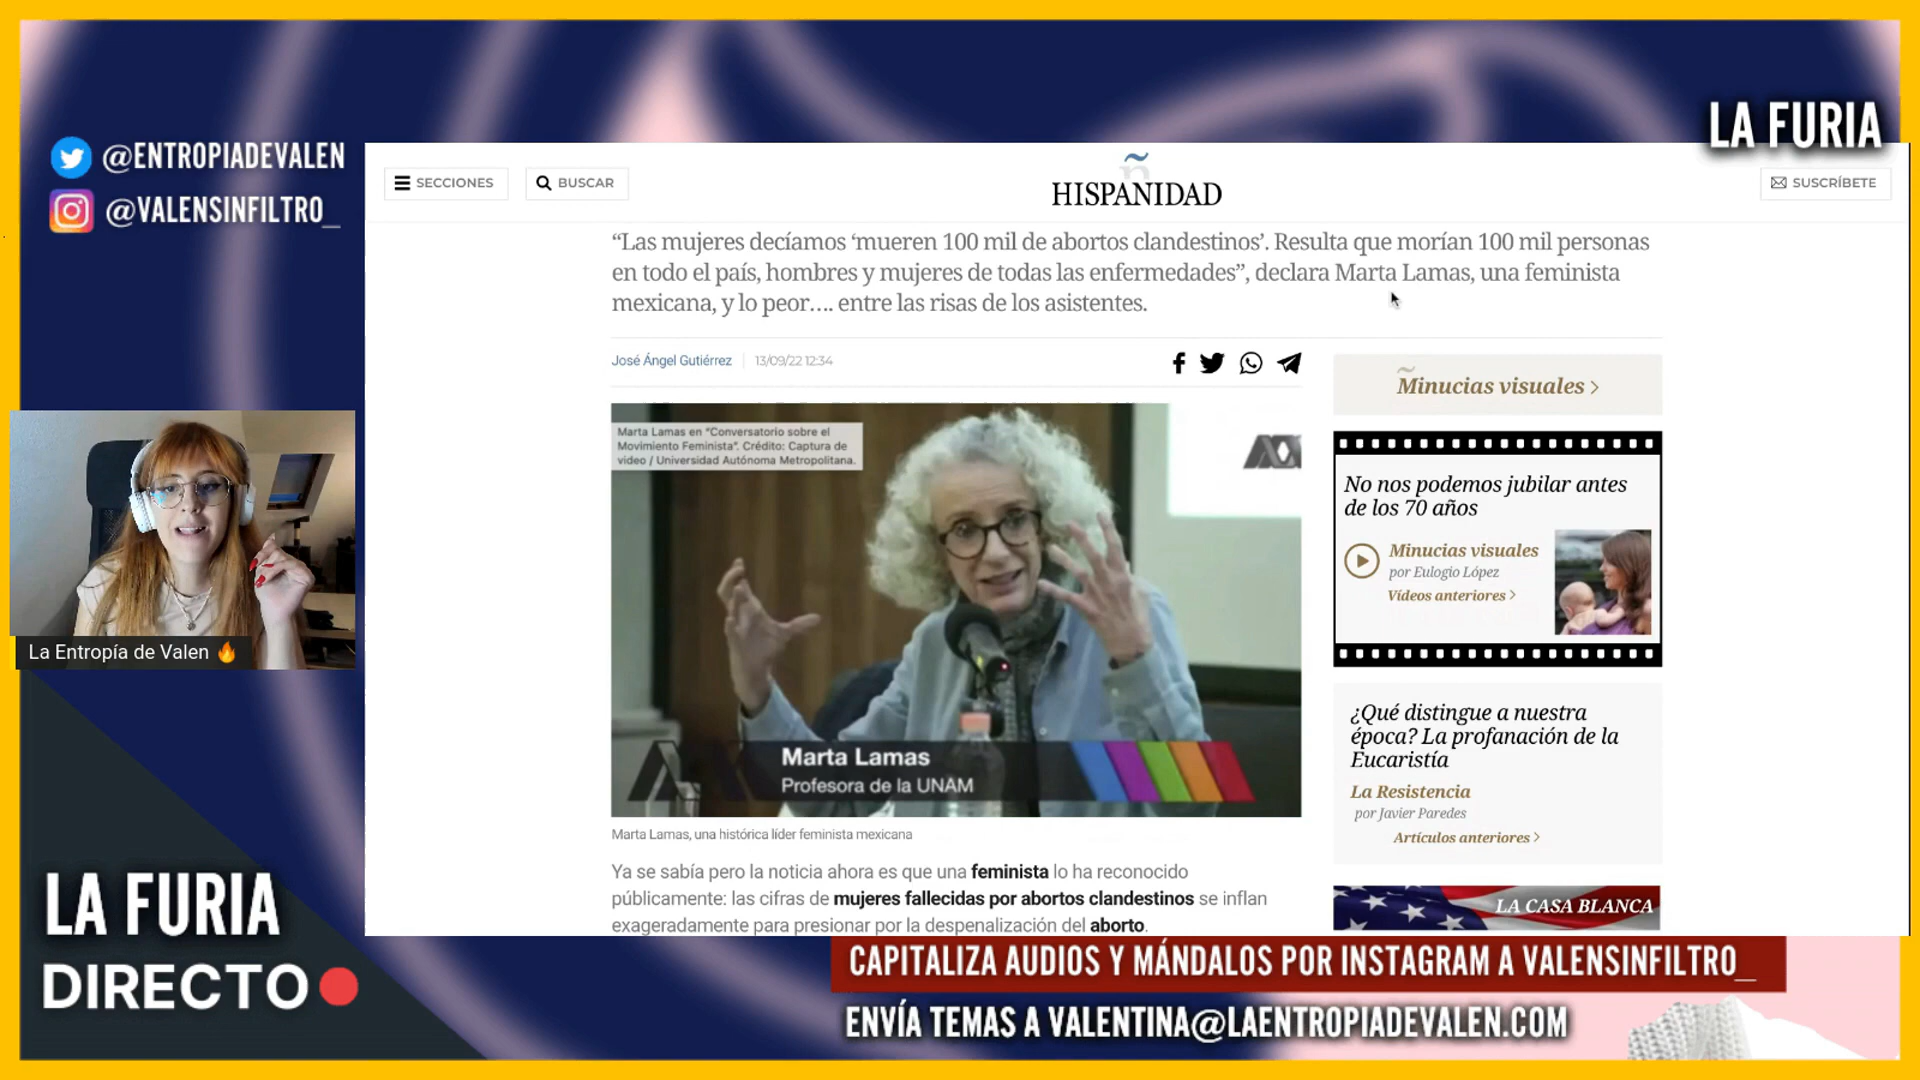 LA FURIA
@ENTROPIADEVALEN
@VALENSINFILTRO_
SECCIONES
BUSCAR
ñ
HISPANIDAD
SUSCRÍBETE
“Las mujeres decíamos ‘mueren 100 mil de abortos clandestinos’. Resulta que morían 100 mil personas
en todo el país, hombres y mujeres de todas las enfermedades”, declara Marta Lamas, una feminista
mexicana, y lo peor…. entre las risas de los asistentes.
José Ángel Gutiérrez
13/09/22 12:34
Marta Lamas en “Conversatorio sobre el
Movimiento Feminista”. Crédito: Captura de
video / Universidad Autónoma Metropolitana.
Marta Lamas
Profesora de la UNAM
Marta Lamas, una histórica líder feminista mexicana
Ya se sabía pero la noticia ahora es que una feminista lo ha reconocido
públicamente: las cifras de mujeres fallecidas por abortos clandestinos se inflan
exageradamente para presionar por la despenalización del aborto.
Minucias visuales >
No nos podemos jubilar antes
de los 70 años
Minucias visuales
por Eulogio López
Vídeos anteriores >
¿Qué distingue a nuestra
época? La profanación de la
Eucaristía
La Resistencia
por Javier Paredes
Artículos anteriores >
LA CASA BLANCA
La Entropía de Valen 🔥
LA FURIA
DIRECTO
CAPITALIZA AUDIOS Y MÁNDALOS POR INSTAGRAM A VALENSINFILTRO_
ENVÍA TEMAS A VALENTINA@LAENTROPIADEVALEN.COM